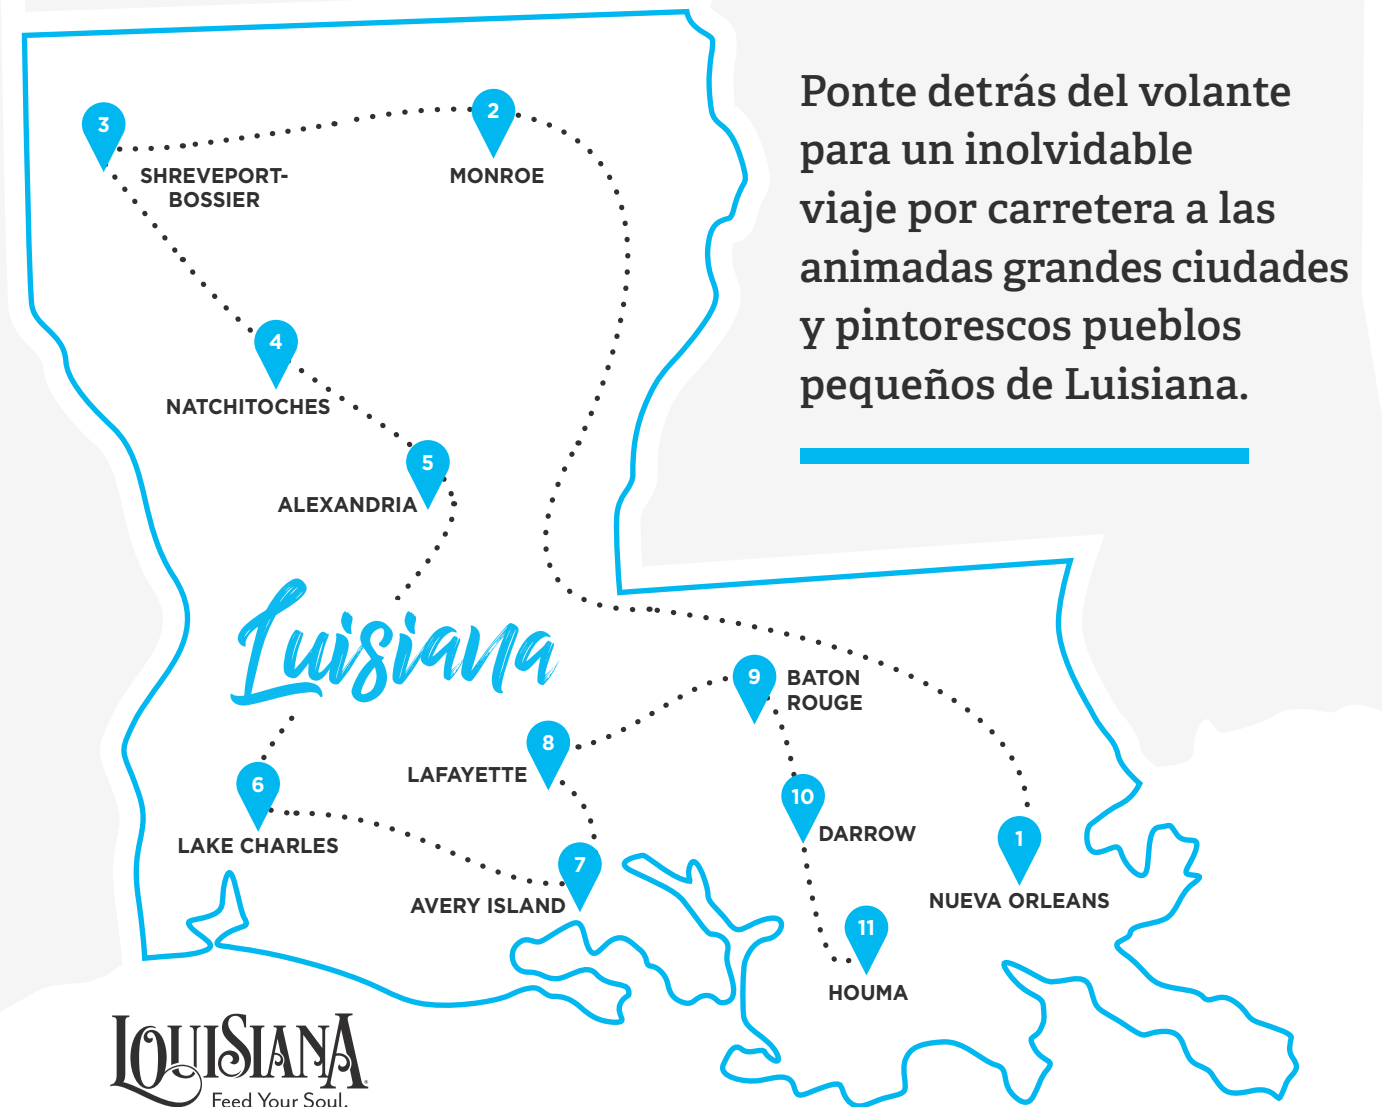 Ponte detrás del volante
para un inolvidable
viaje por carretera a las
animadas grandes ciudades
y pintorescos pueblos
pequeños de Luisiana.
3
SHREVEPORT-
BOSSIER
2
MONROE
4
NATCHITOCHES
5
ALEXANDRIA
Luisiana
6
LAKE CHARLES
8
LAFAYETTE
7
AVERY ISLAND
9
BATON
ROUGE
10
DARROW
1
NUEVA ORLEANS
11
HOUMA
LOUISIANA
Feed Your Soul.